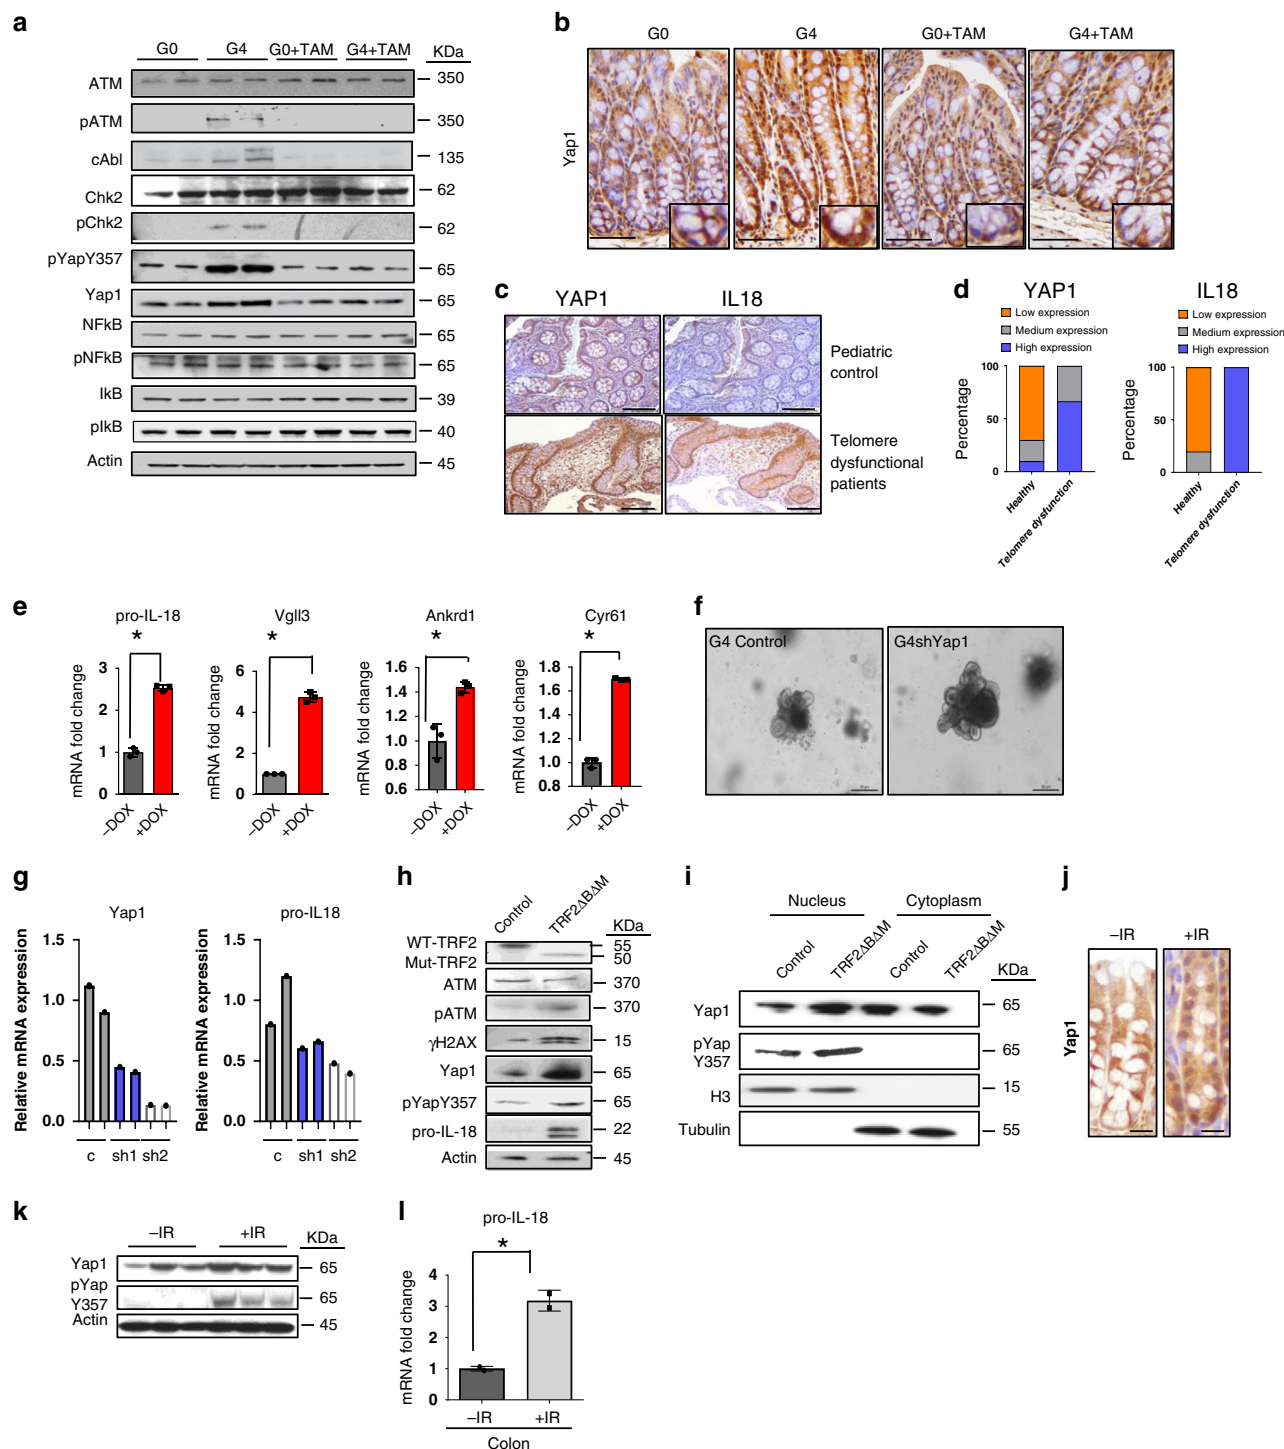 a
G0 G4 G0+TAM G4+TAM KDa
ATM 350
pATM 350
cAbl 135
Chk2 62
pChk2 62
pYapY357 65
Yap1 65
NFkB 65
pNFkB 65
IkB 39
pIkB 40
Actin 45
b
G0 G4 G0+TAM G4+TAM
Yap1
c
YAP1 IL18
Pediatric
control
Telomere
dysfunctional
patients
d
YAP1
Low expression
Medium expression
High expression
Percentage
100
50
0
Healthy
Telomere dysfunction
IL18
Low expression
Medium expression
High expression
Percentage
100
50
0
Healthy
Telomere dysfunction
e
pro-IL-18
*
mRNA fold change
3
2
1
0
–DOX
+DOX
Vgll3
*
mRNA fold change
6
4
2
0
–DOX
+DOX
Ankrd1
*
mRNA fold change
1.6
1.4
1.2
1.0
0.8
0.6
–DOX
+DOX
Cyr61
*
mRNA fold change
1.8
1.6
1.4
1.2
1.0
0.8
–DOX
+DOX
f
G4 Control
G4shYap1
g
Yap1
Relative mRNA expression
1.5
1.0
0.5
0.0
c sh1 sh2
pro-IL18
Relative mRNA expression
1.5
1.0
0.5
0.0
c sh1 sh2
h
Control TRF2ΔBΔM KDa
WT-TRF2 55
Mut-TRF2 50
ATM 370
pATM 370
γH2AX 15
Yap1 65
pYapY357 65
pro-IL-18 22
Actin 45
i
Nucleus Cytoplasm
Control TRF2ΔBΔM Control TRF2ΔBΔM KDa
Yap1 65
pYap
Y357 65
H3 15
Tubulin 55
j
–IR +IR
Yap1
k
–IR +IR KDa
Yap1 65
pYap
Y357 65
Actin 45
l
pro-IL-18
*
mRNA fold change
4
3
2
1
0
–IR +IR
Colon